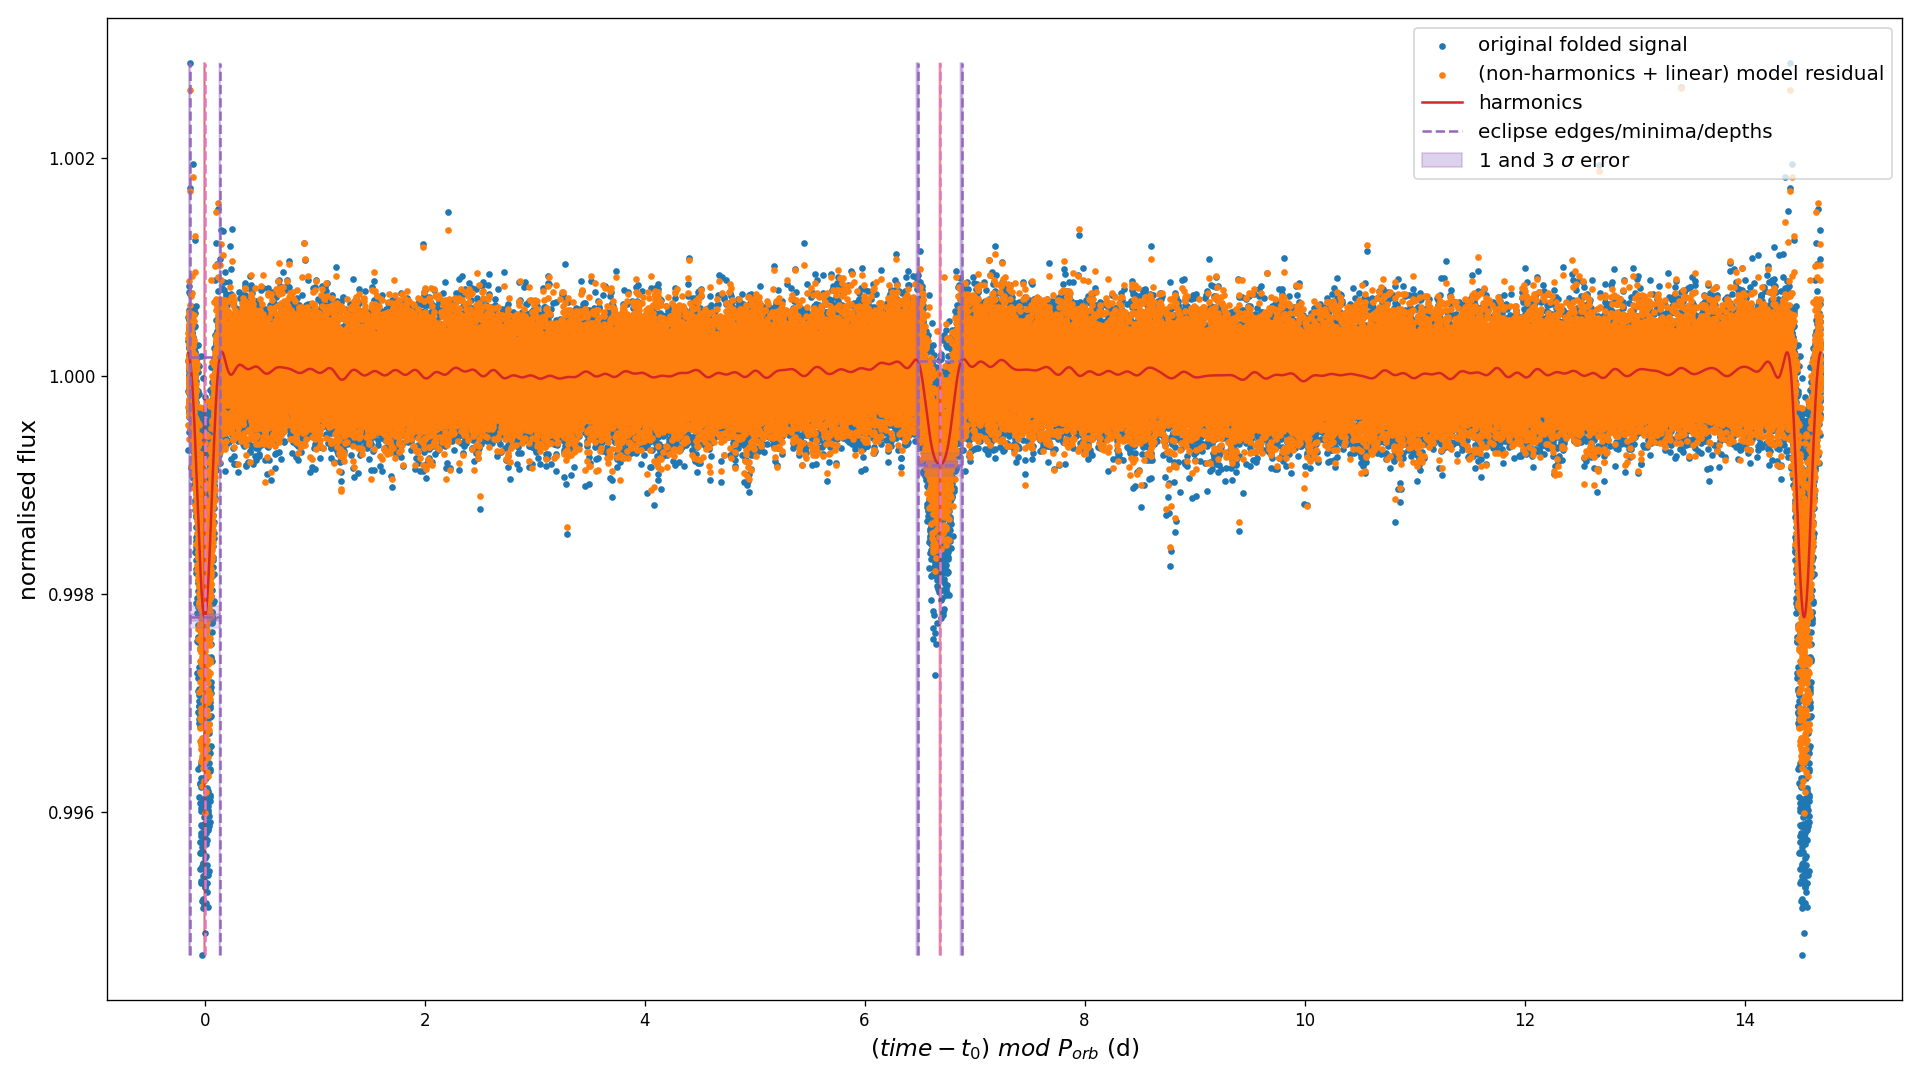 original folded signal
(non-harmonics + linear) model residual
harmonics
eclipse edges/minima/depths
1 and 3 σ error
normalised flux
1.002
1.000
0.998
0.996
0 2 4 6 8 10 12 14
(time − t₀) mod P_orb (d)